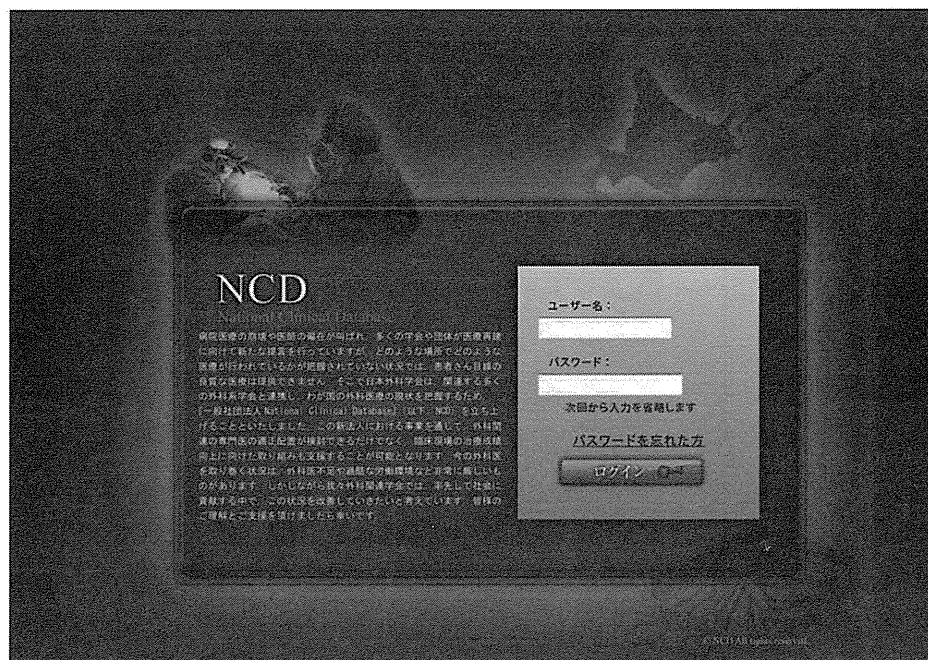 NCD
National Clinical Database
病院医療の崩壊や医師の偏在が叫ばれ、多くの学会や団体が医療再建
に向けて新たな提言を行っていますが、どのような場所でどのような
医療が行われているかが把握されていない状況では、患者さん目線の
良質な医療は提供できません。そこで日本外科学会は、関連する多く
の外科系学会と連携し、わが国の外科医療の現状を把握するため、
「一般社団法人National Clinical Database」(以下、NCD)を立ち上
げることといたしました。この新法人における事業を通して、外科関
連の専門医の適正配置が検討できるだけでなく、臨床現場の治療成績
向上に向けた取り組みも支援することが可能となります。今の外科医
を取り巻く状況は、外科医不足や過酷な労働環境など非常に厳しいも
のがあります。しかしながら我々外科関連学会では、率先して社会に
貢献する中で、この状況を改善していきたいと考えています。皆様の
ご理解とご支援を頂けましたら幸いです。
ユーザー名：
パスワード：
次回から入力を省略します
パスワードを忘れた方
ログイン
© NCD All rights reserved.